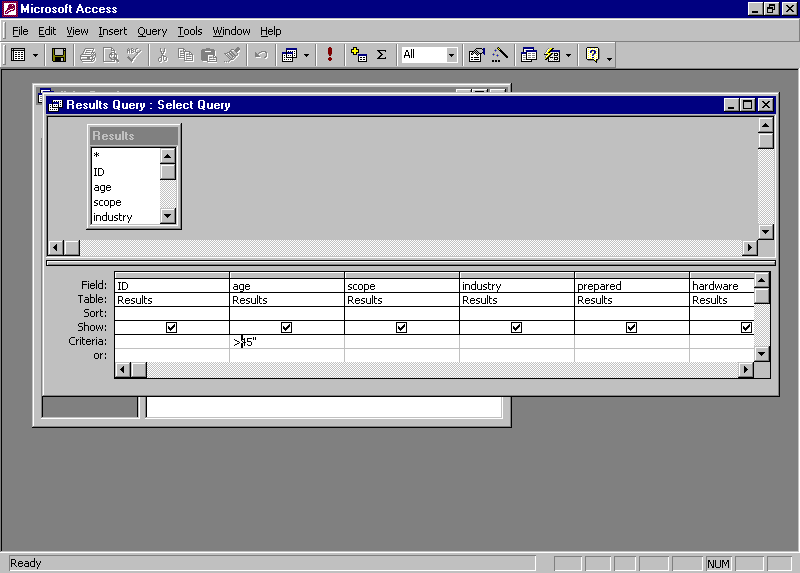 Microsoft Access
File Edit View Insert Query Tools Window Help
All
Results Query : Select Query
Results
*
ID
age
scope
industry
Field: ID age scope industry prepared hardware
Table: Results Results Results Results Results Results
Sort:
Show:
Criteria: >45"
or:
Ready NUM